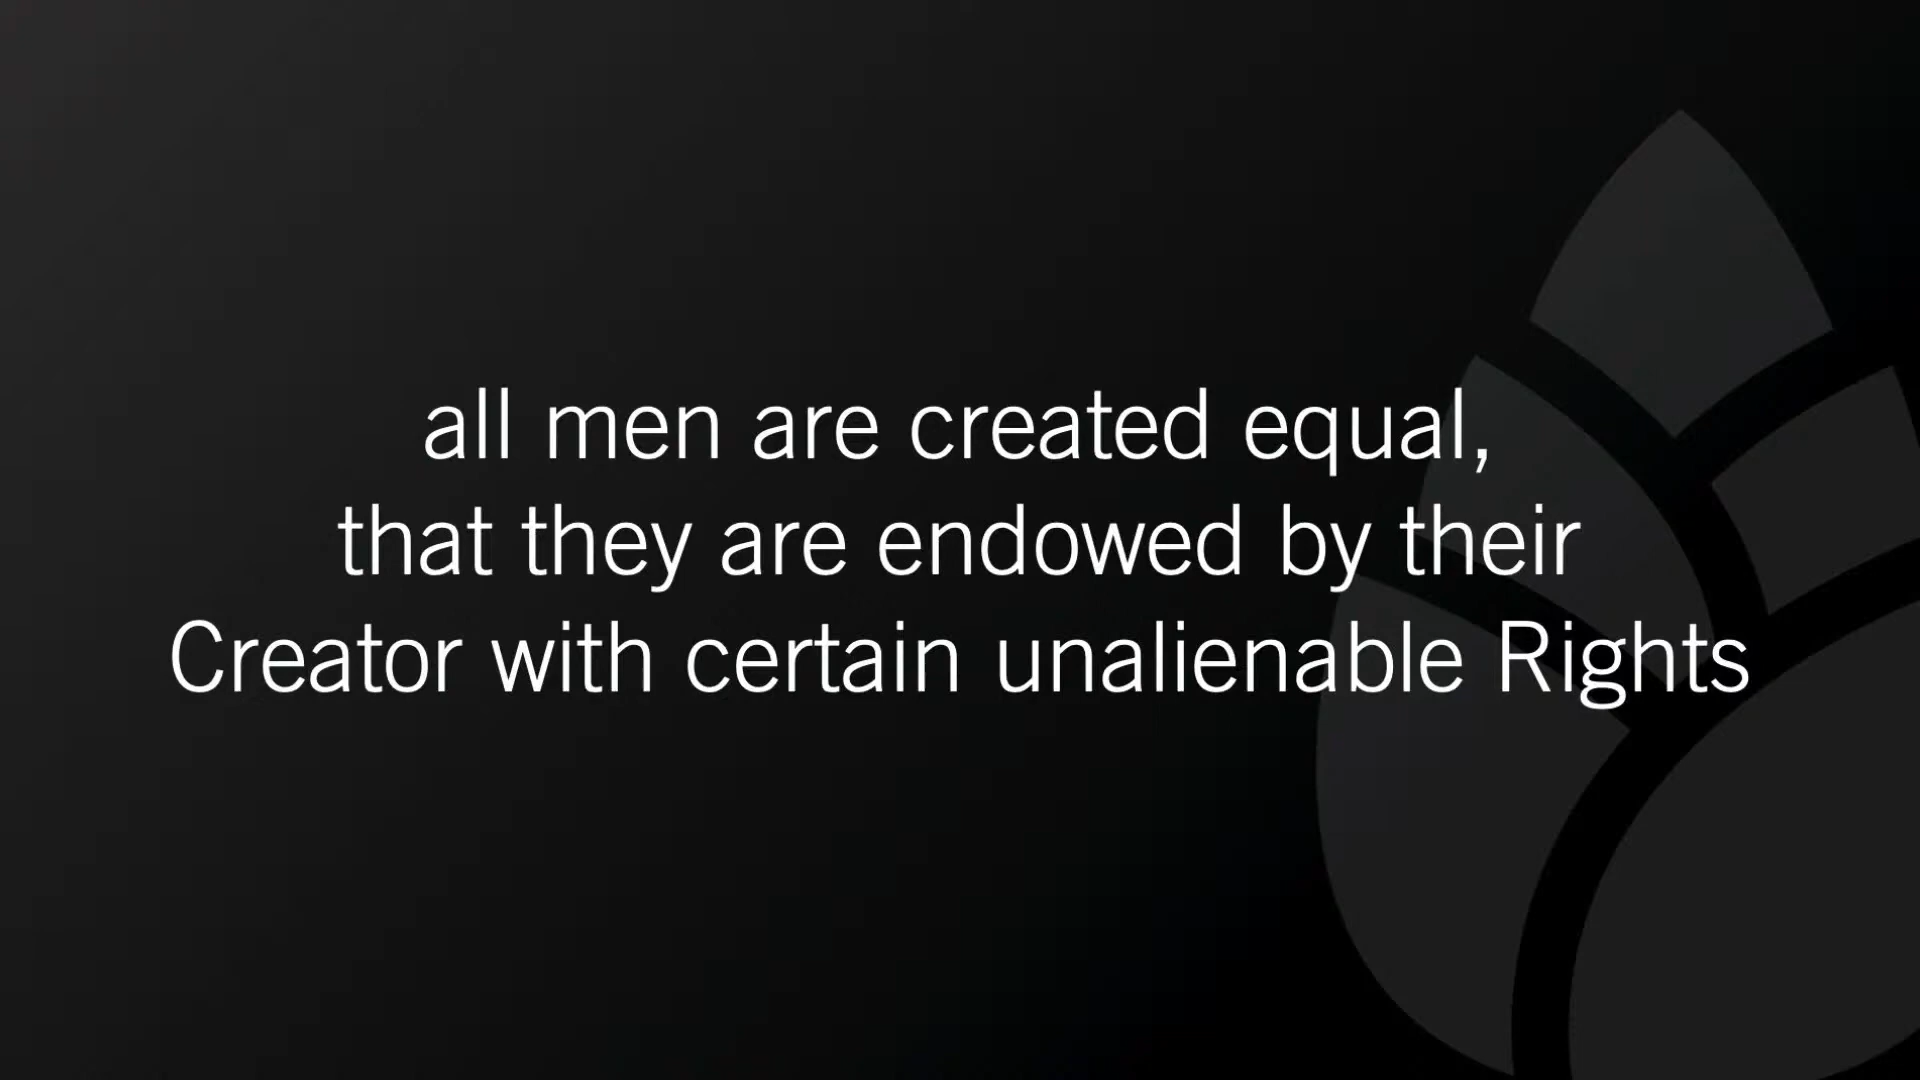 all men are created equal,
that they are endowed by their
Creator with certain unalienable Rights